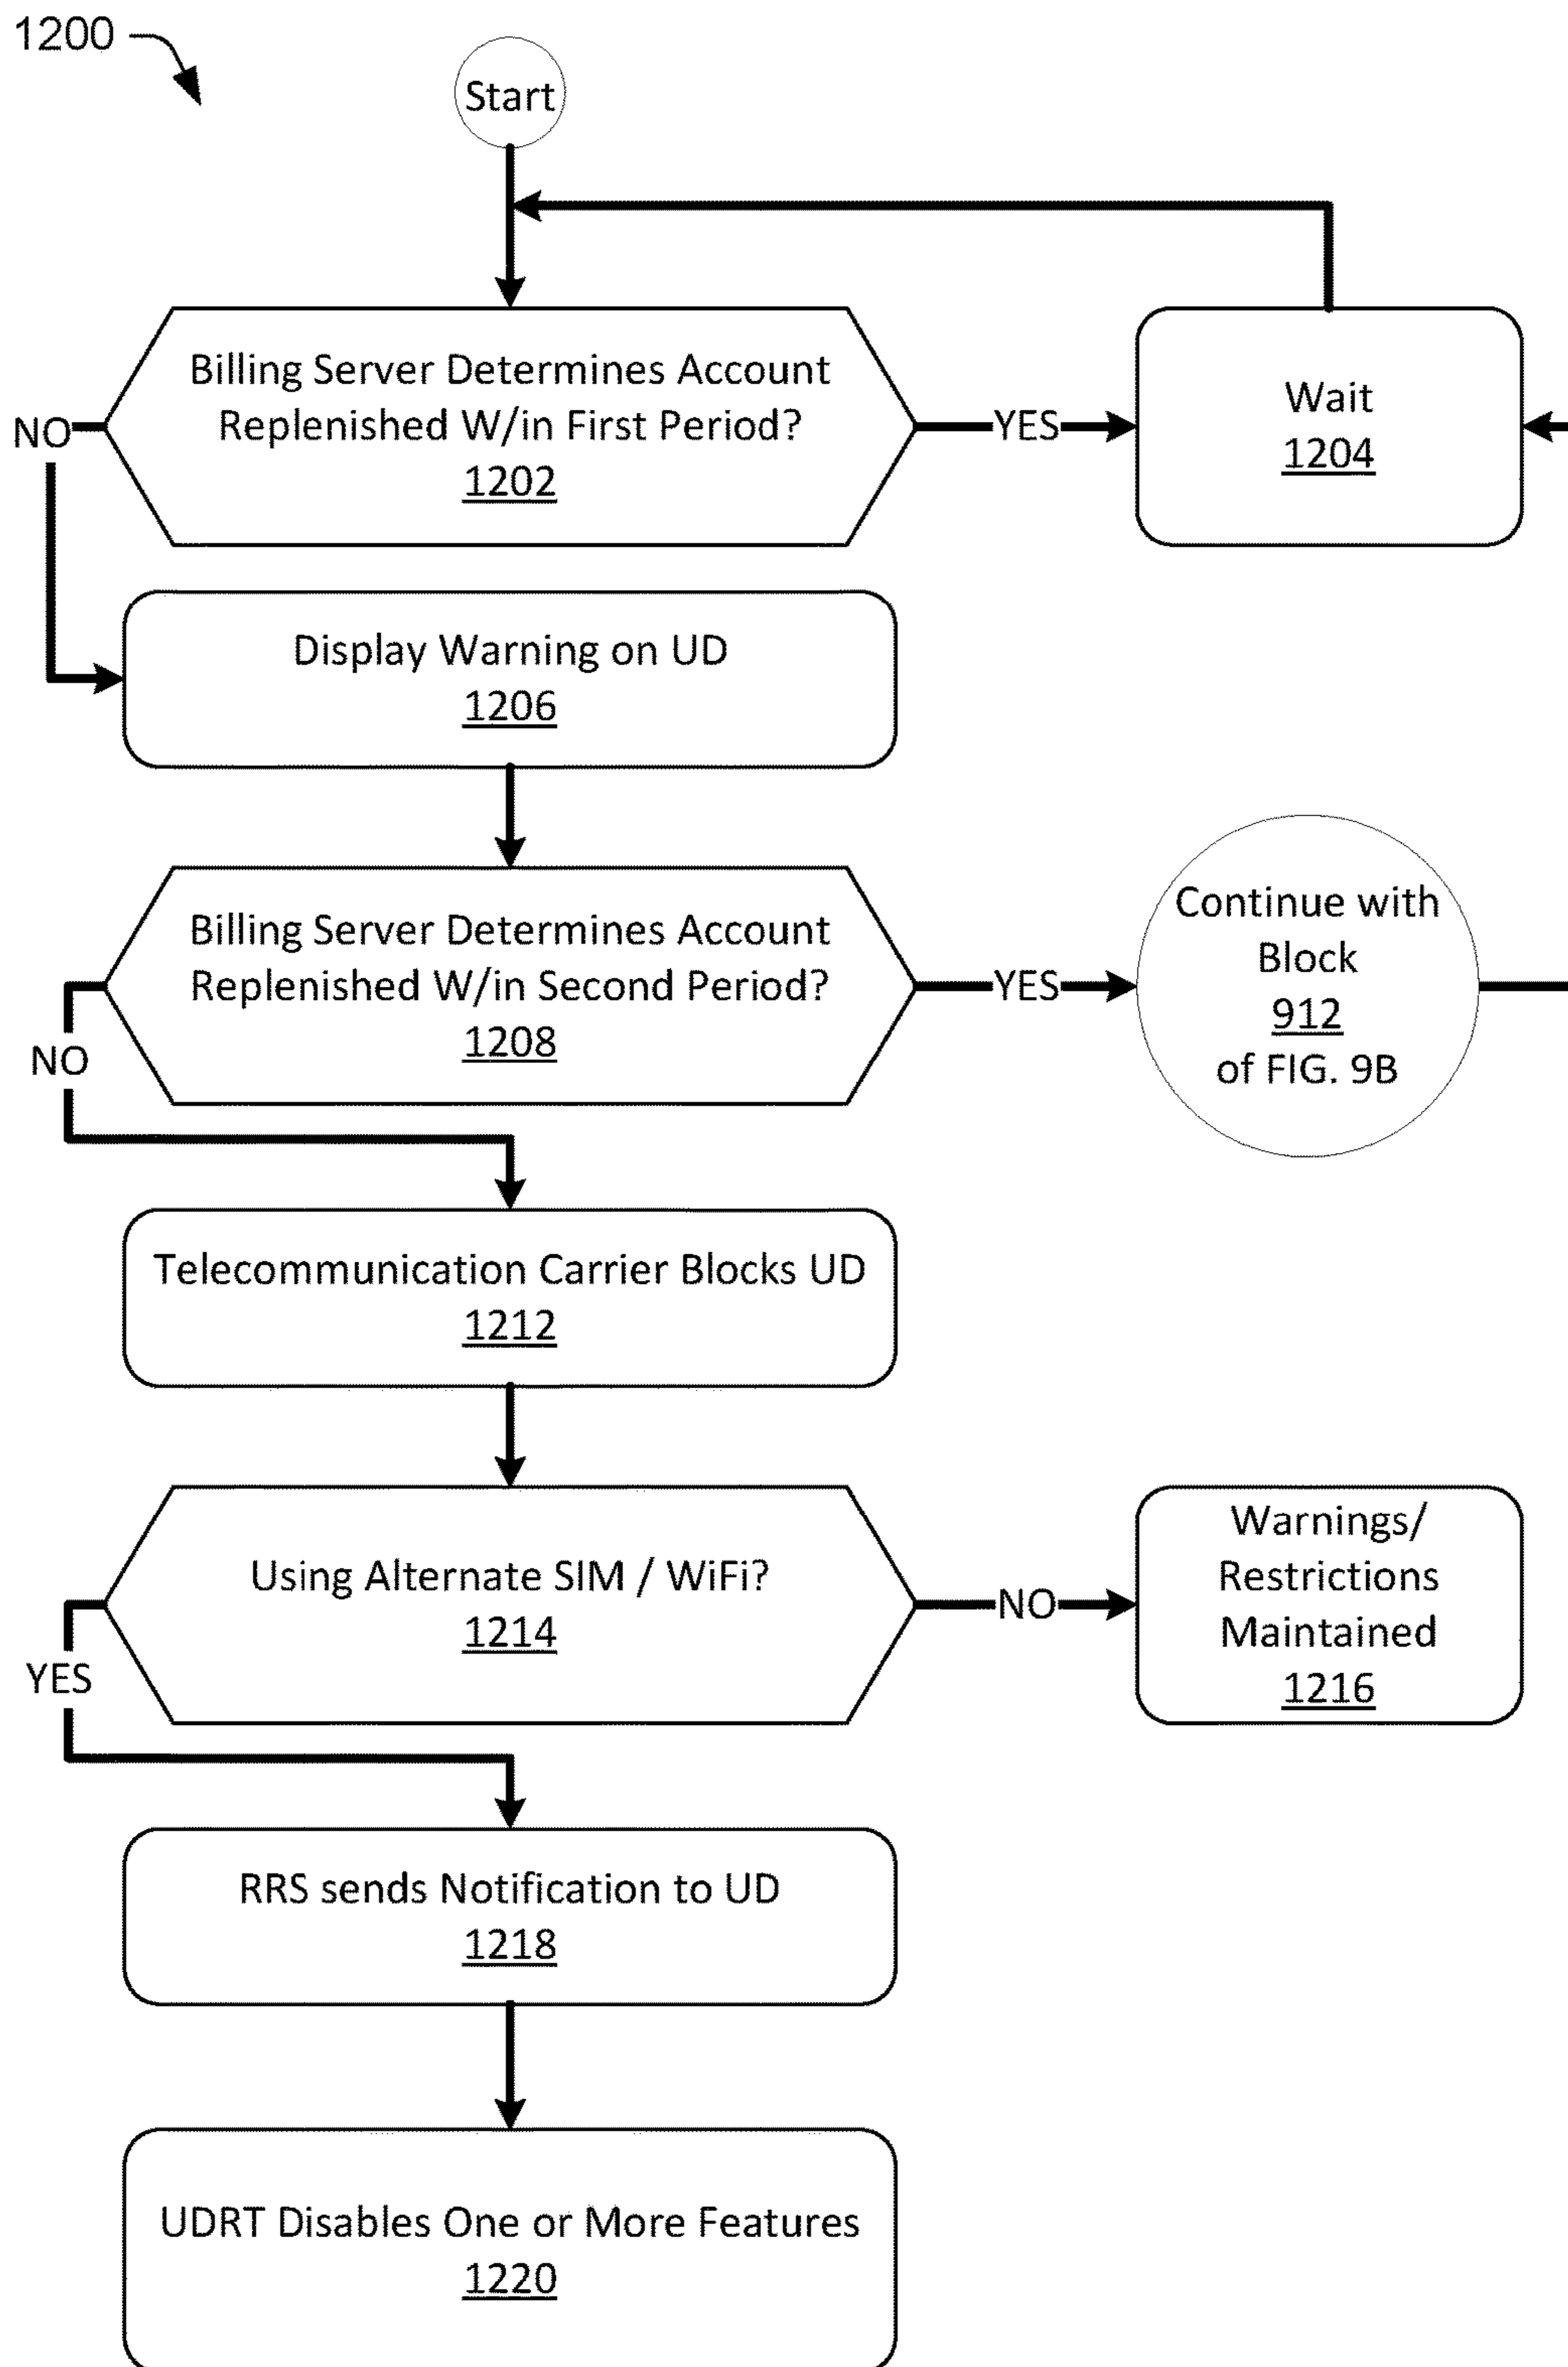 1200
Start
Billing Server Determines Account
Replenished W/in First Period?
1202
NO
YES
Wait
1204
Display Warning on UD
1206
Billing Server Determines Account
Replenished W/in Second Period?
1208
NO
YES
Continue with
Block
912
of FIG. 9B
Telecommunication Carrier Blocks UD
1212
Using Alternate SIM / WiFi?
1214
YES
NO
Warnings/
Restrictions
Maintained
1216
RRS sends Notification to UD
1218
UDRT Disables One or More Features
1220